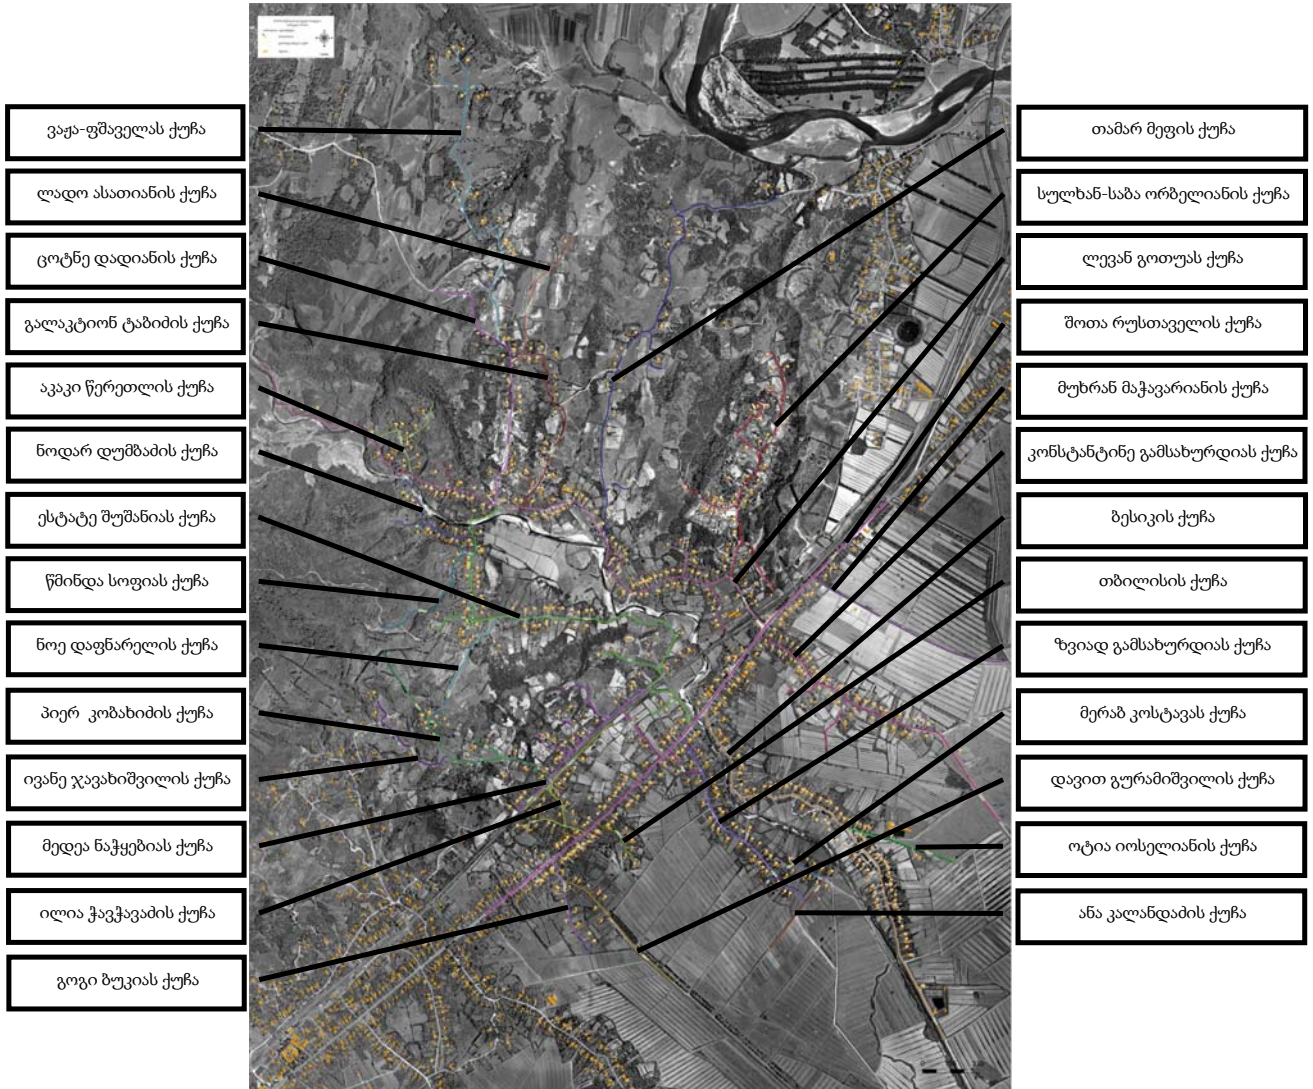 ვაჟა-ფშაველას ქუჩა
ლადო ასათიანის ქუჩა
ცოტნე დადიანის ქუჩა
გალაკტიონ ტაბიძის ქუჩა
აკაკი წერეთლის ქუჩა
ნოდარ დუმბაძის ქუჩა
ესტატე შუშანიას ქუჩა
წმინდა სოფიას ქუჩა
ნოე დაფნარელის ქუჩა
პიერ კობახიძის ქუჩა
ივანე ჯავახიშვილის ქუჩა
მედეა ნაჭყებიას ქუჩა
ილია ჭავჭავაძის ქუჩა
გოგი ბუკიას ქუჩა
თამარ მეფის ქუჩა
სულხან-საბა ორბელიანის ქუჩა
ლევან გოთუას ქუჩა
შოთა რუსთაველის ქუჩა
მუხრან მაჭავარიანის ქუჩა
კონსტანტინე გამსახურდიას ქუჩა
ბესიკის ქუჩა
თბილისის ქუჩა
ზვიად გამსახურდიას ქუჩა
მერაბ კოსტავას ქუჩა
დავით გურამიშვილის ქუჩა
ოტია იოსელიანის ქუჩა
ანა კალანდაძის ქუჩა